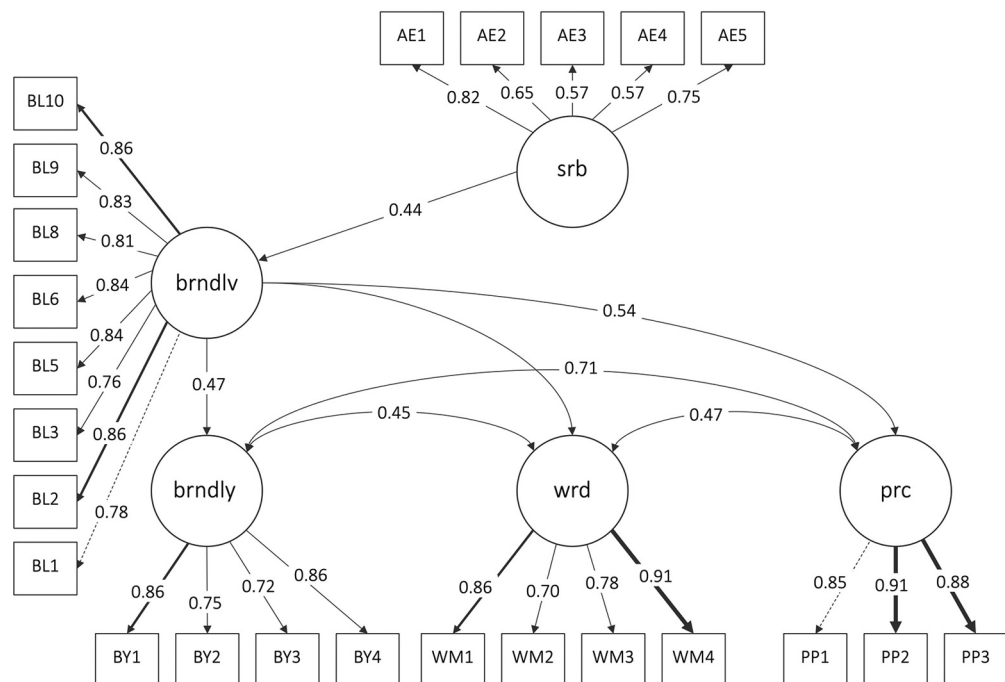 AE1 AE2 AE3 AE4 AE5
0.82 0.65 0.57 0.57 0.75
srb
BL10
BL9
BL8
BL6
BL5
BL3
BL2
BL1
0.86
0.83
0.81
0.84
0.84
0.76
0.86
0.78
brndlv
0.44
0.54
0.47
0.71
0.45
0.47
brndly
wrd
prc
0.86 0.75 0.72 0.86
0.86 0.70 0.78 0.91
0.85 0.91 0.88
BY1 BY2 BY3 BY4
WM1 WM2 WM3 WM4
PP1 PP2 PP3